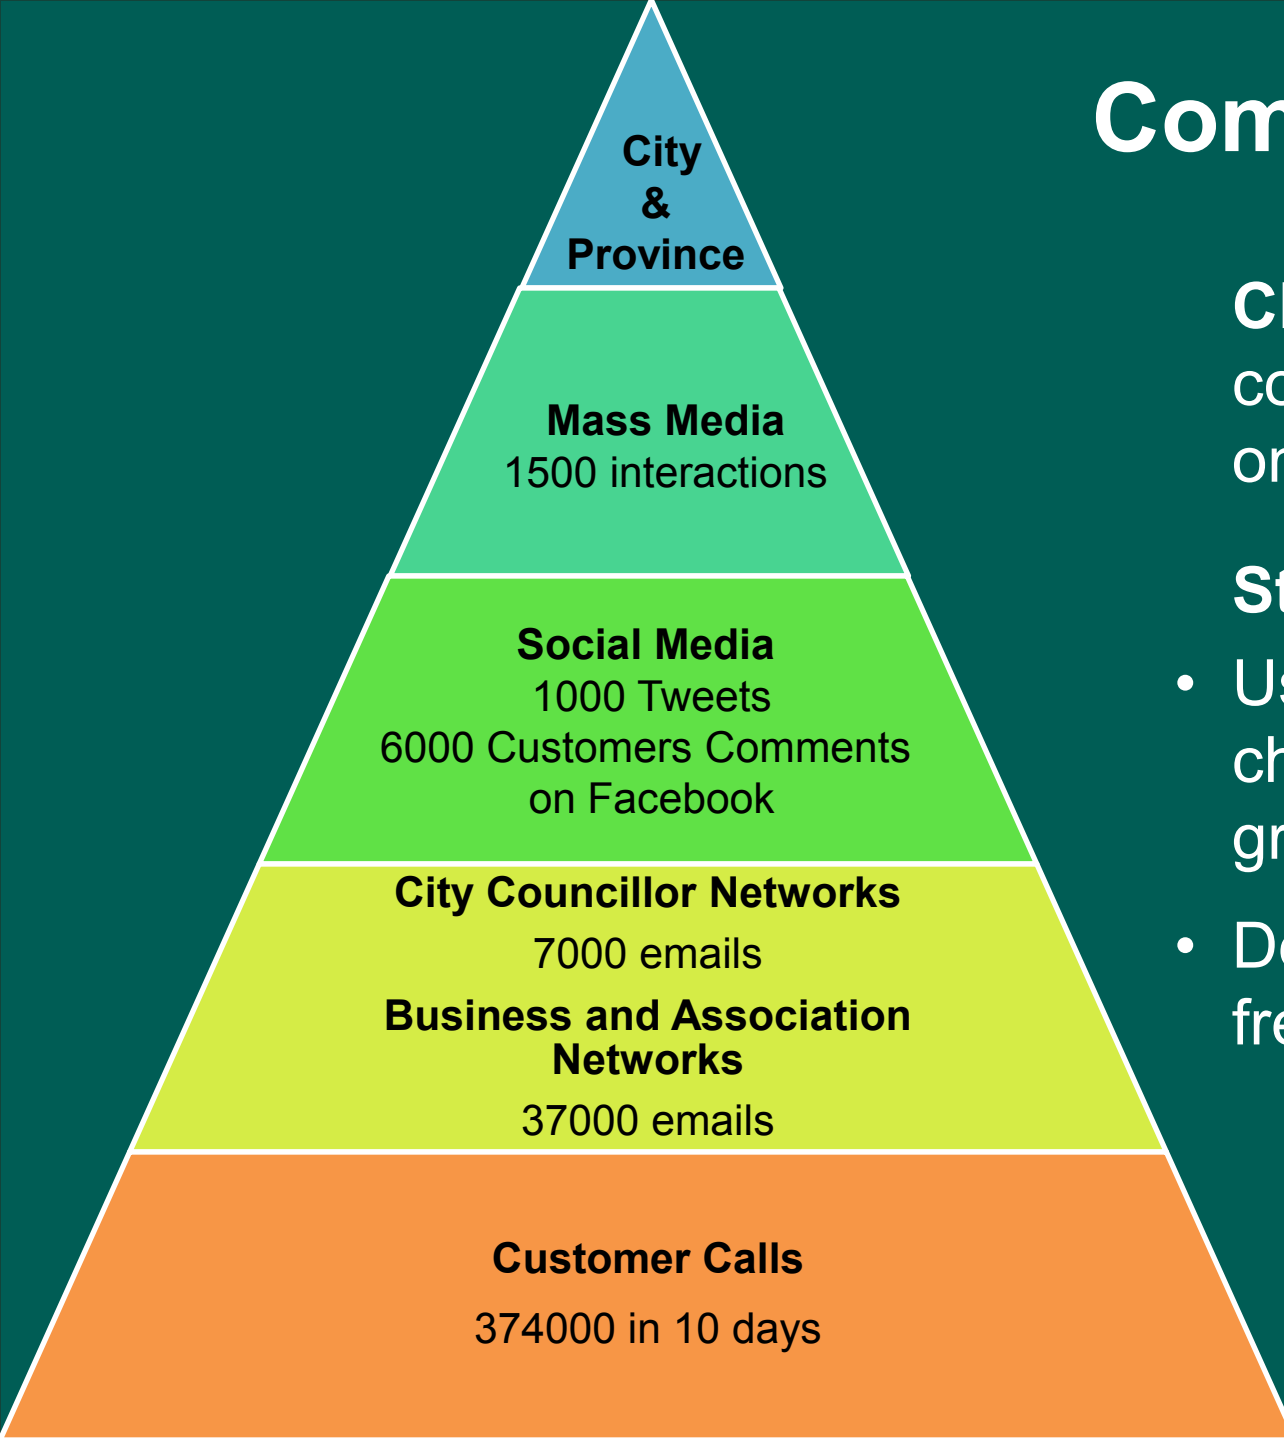 City
&
Province
Mass Media
1500 interactions
Social Media
1000 Tweets
6000 Customers Comments
on Facebook
City Councillor Networks
7000 emails
Business and Association
Networks
37000 emails
Customer Calls
374000 in 10 days